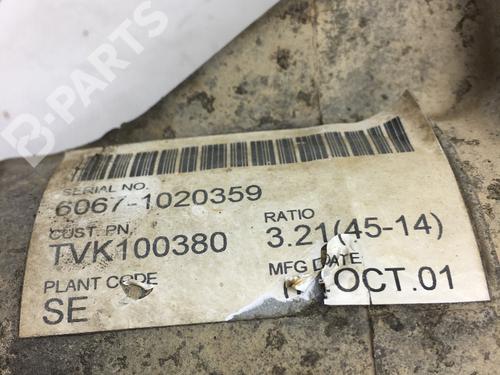 B-PARTS
SERIAL NO.
6067-1020359
CUST. PN.
TVK100380
RATIO
3.21(45-14)
PLANT CODE
SE
MFG DATE
OCT.01